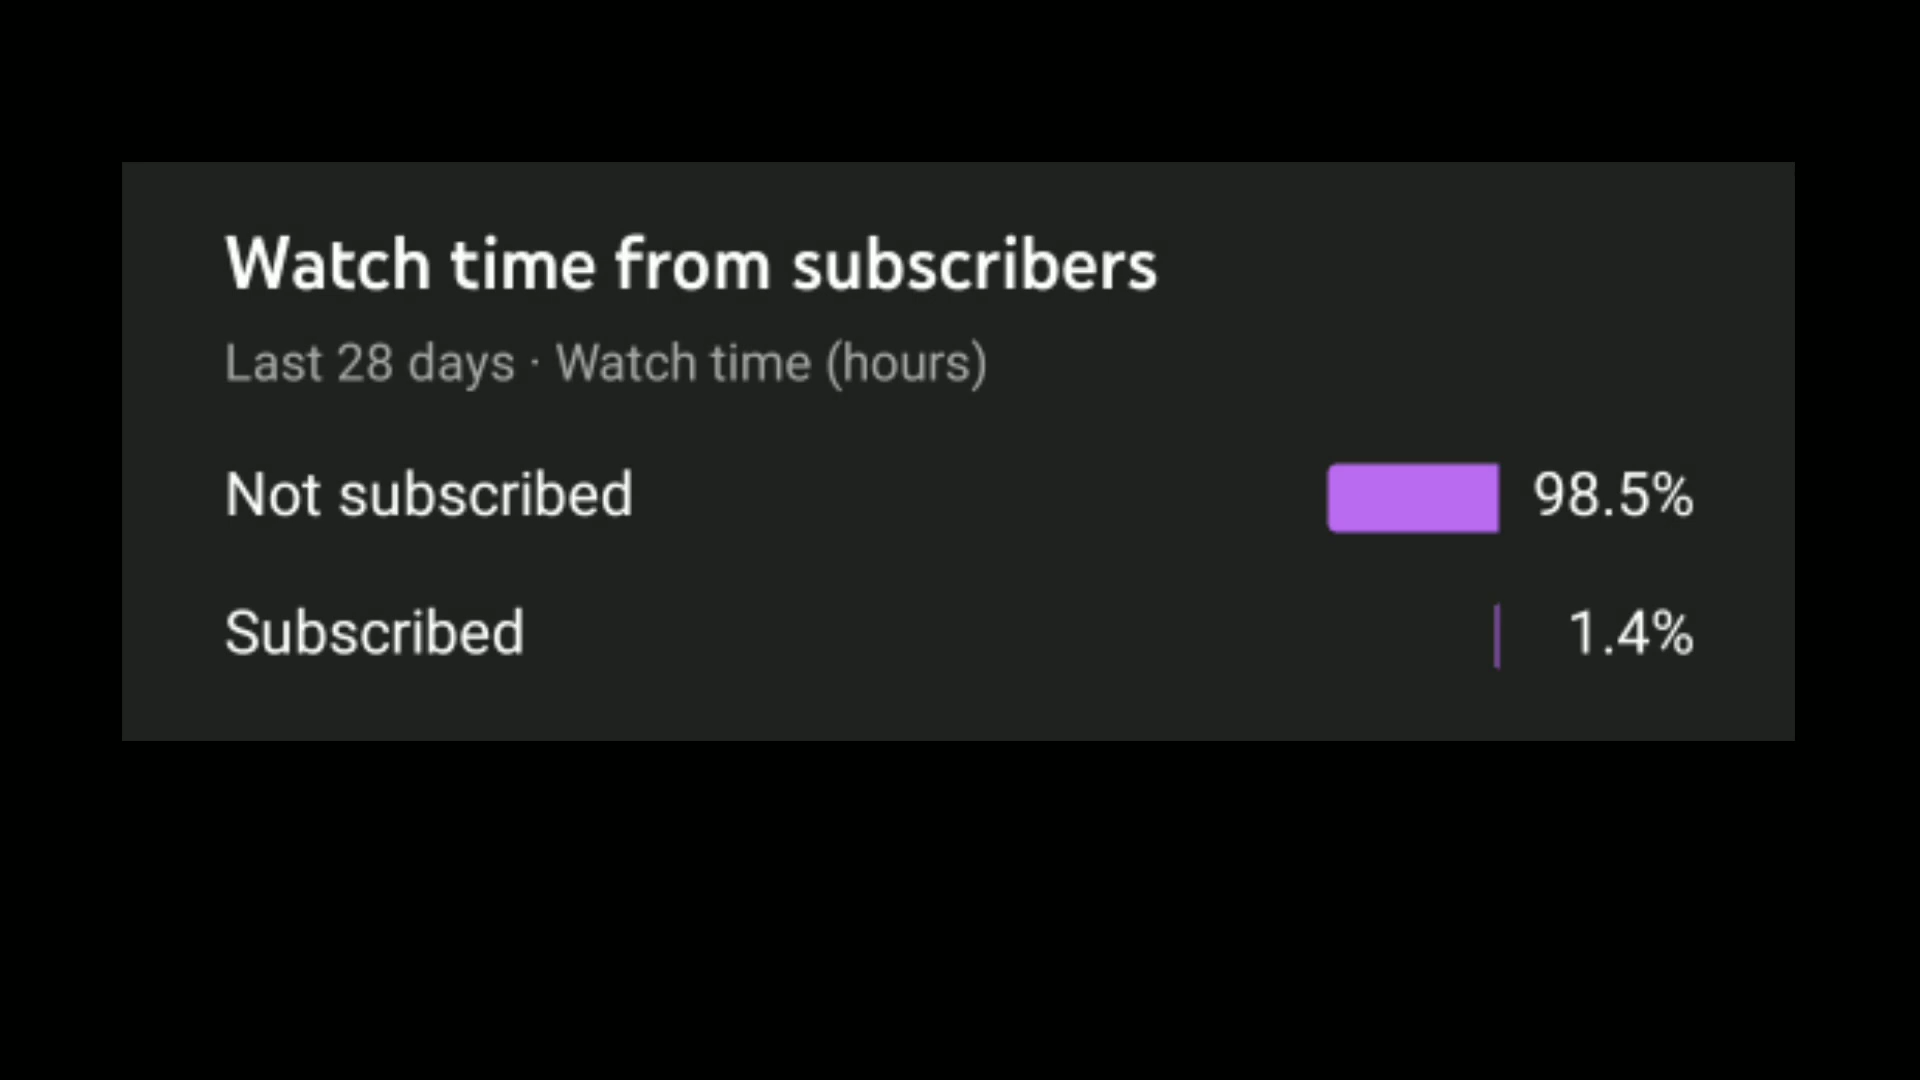 Watch time from subscribers
Last 28 days · Watch time (hours)
Not subscribed 98.5%
Subscribed 1.4%